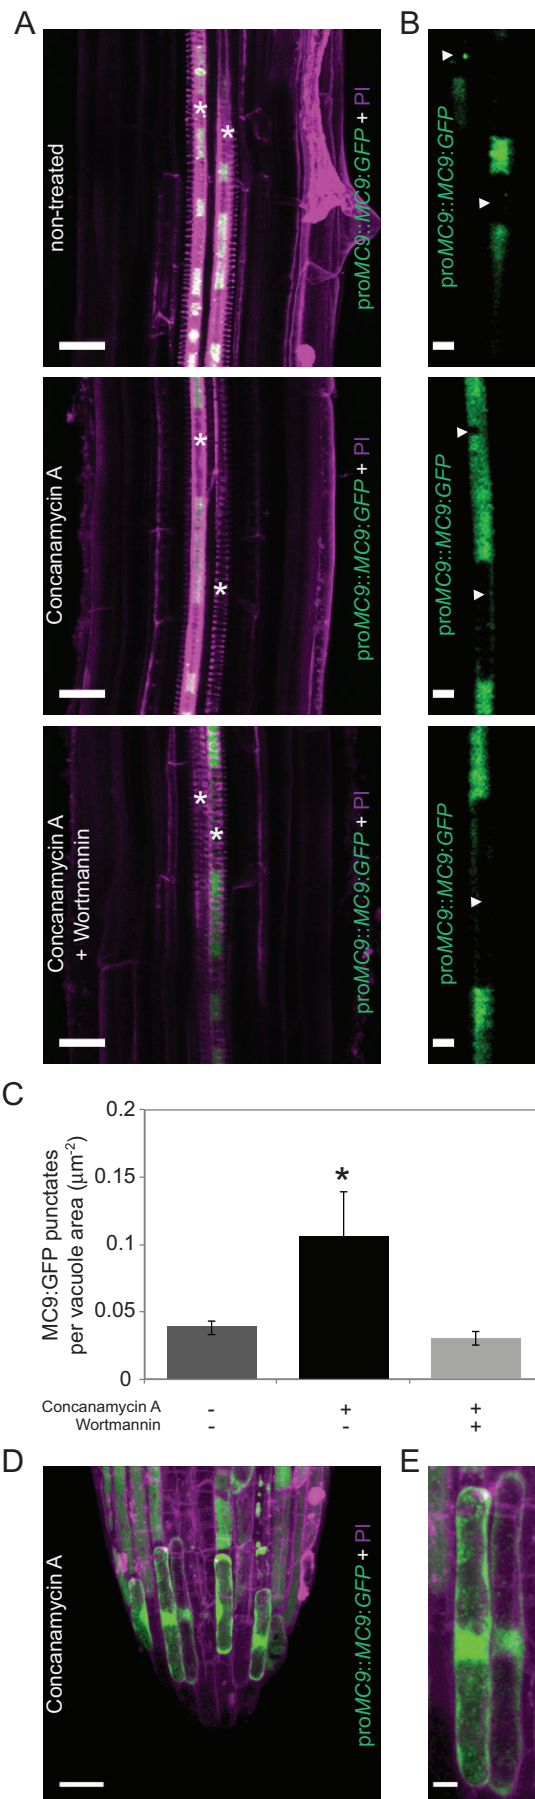 A
B
non-treated
proMC9::MC9:GFP + PI
proMC9::MC9:GFP
*
*
Concanamycin A
proMC9::MC9:GFP + PI
proMC9::MC9:GFP
*
*
Concanamycin A
+ Wortmannin
proMC9::MC9:GFP + PI
proMC9::MC9:GFP
*
*
C
MC9:GFP punctates
per vacuole area (μm-2)
0.2
0.15
0.1
0.05
0
*
Concanamycin A - + +
Wortmannin - - +
D
E
Concanamycin A
proMC9::MC9:GFP + PI